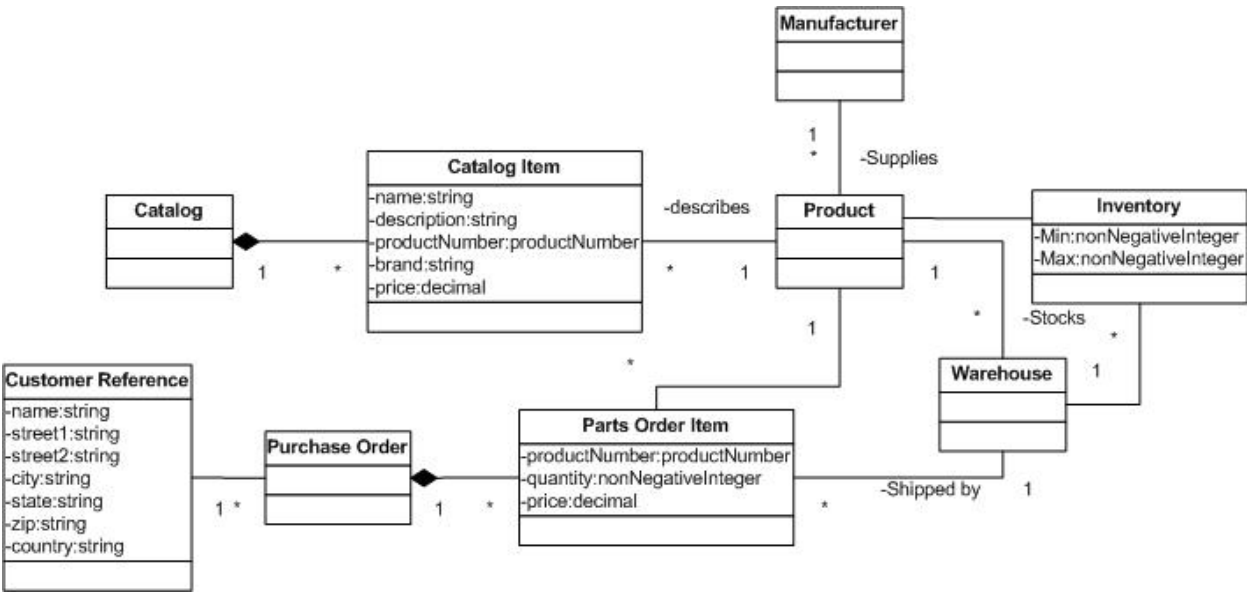 Manufacturer
1
*
-Supplies
Catalog Item
-name:string
-description:string
-productNumber:productNumber
-brand:string
-price:decimal
Catalog
1
*
-describes
*
1
Product
1
1
Inventory
-Min:nonNegativeInteger
-Max:nonNegativeInteger
*
-Stocks
*
*
Warehouse
1
Customer Reference
-name:string
-street1:string
-street2:string
-city:string
-state:string
-zip:string
-country:string
1
*
Purchase Order
1
*
Parts Order Item
-productNumber:productNumber
-quantity:nonNegativeInteger
-price:decimal
*
-Shipped by
1